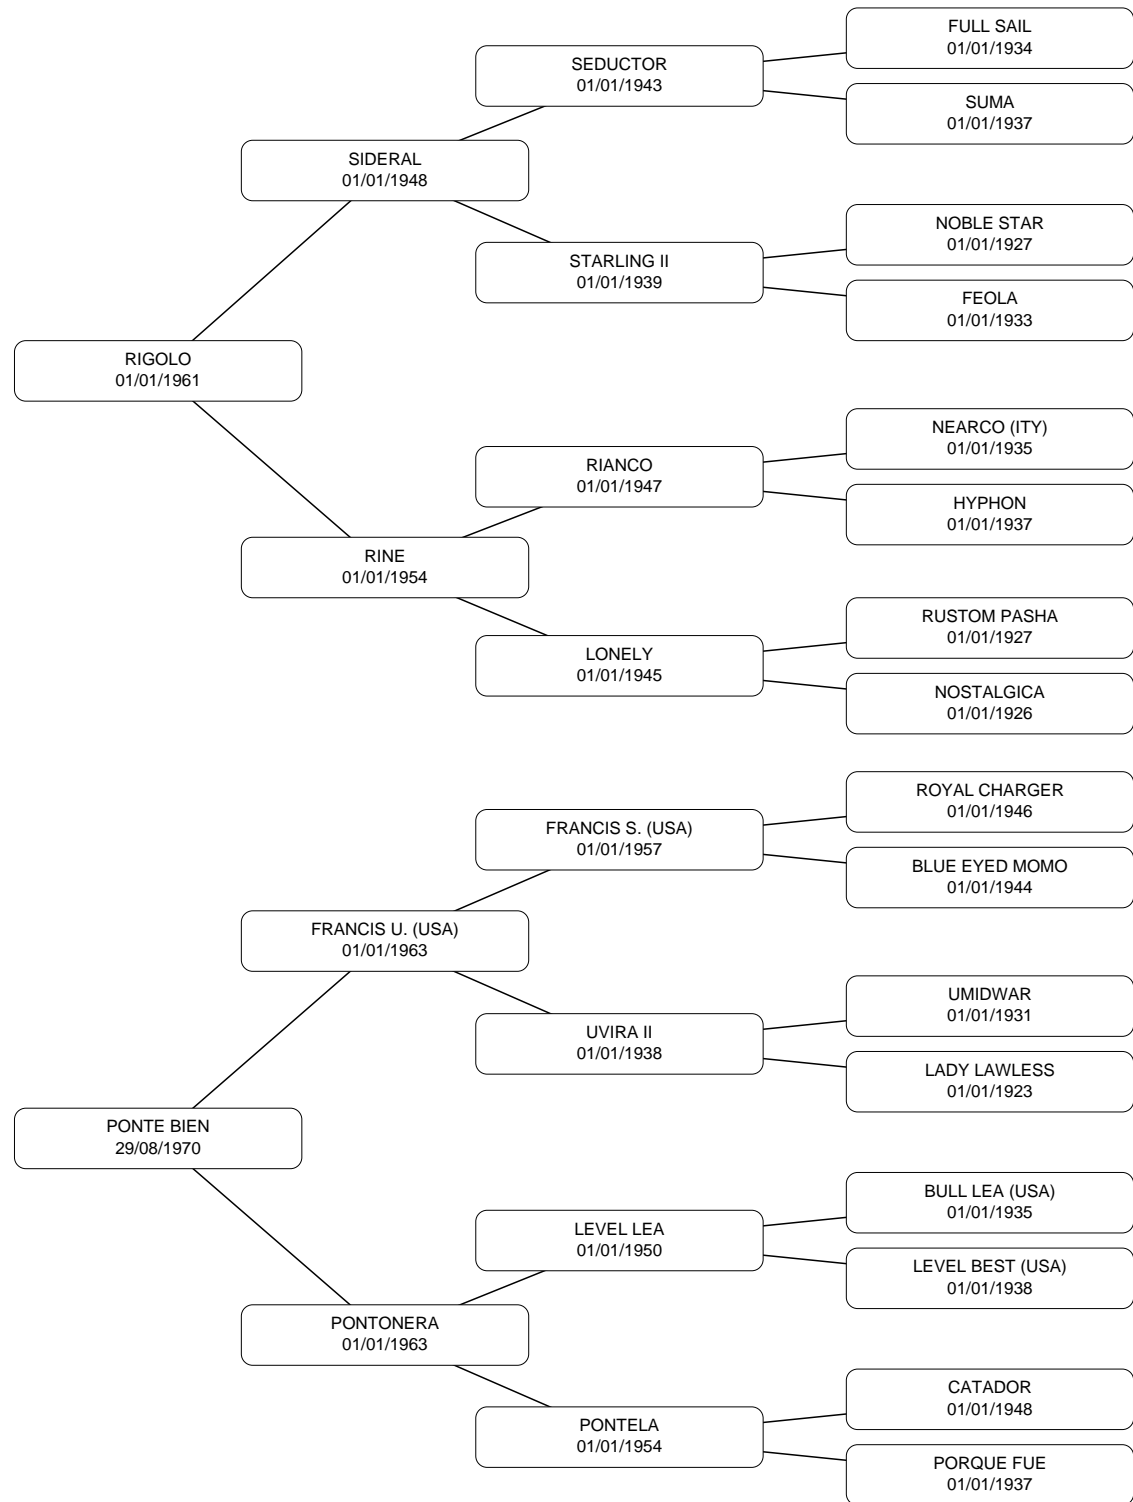 FULL SAIL
01/01/1934
SEDUCTOR
01/01/1943
SUMA
01/01/1937
SIDERAL
01/01/1948
NOBLE STAR
01/01/1927
STARLING II
01/01/1939
FEOLA
01/01/1933
RIGOLO
01/01/1961
NEARCO (ITY)
01/01/1935
RIANCO
01/01/1947
HYPHON
01/01/1937
RINE
01/01/1954
RUSTOM PASHA
01/01/1927
LONELY
01/01/1945
NOSTALGICA
01/01/1926
ROYAL CHARGER
01/01/1946
FRANCIS S. (USA)
01/01/1957
BLUE EYED MOMO
01/01/1944
FRANCIS U. (USA)
01/01/1963
UMIDWAR
01/01/1931
UVIRA II
01/01/1938
LADY LAWLESS
01/01/1923
PONTE BIEN
29/08/1970
BULL LEA (USA)
01/01/1935
LEVEL LEA
01/01/1950
LEVEL BEST (USA)
01/01/1938
PONTONERA
01/01/1963
CATADOR
01/01/1948
PONTELA
01/01/1954
PORQUE FUE
01/01/1937